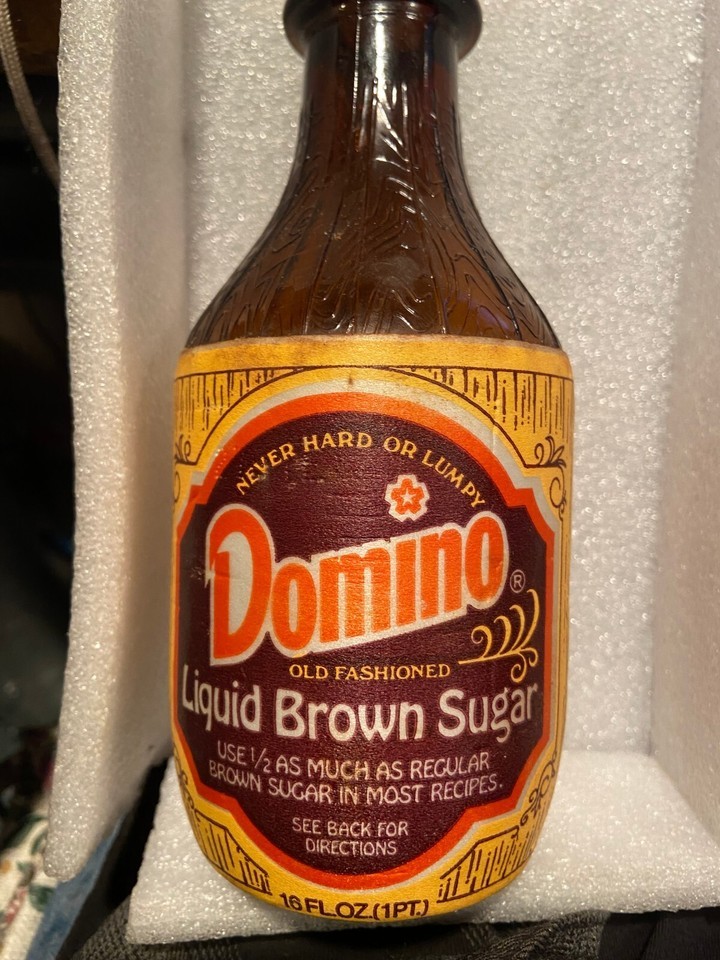 NEVER HARD OR LUMPY
Domino®
OLD FASHIONED
Liquid Brown Sugar
USE 1/2 AS MUCH AS REGULAR
BROWN SUGAR IN MOST RECIPES.
SEE BACK FOR
DIRECTIONS
16 FL.OZ.(1PT.)